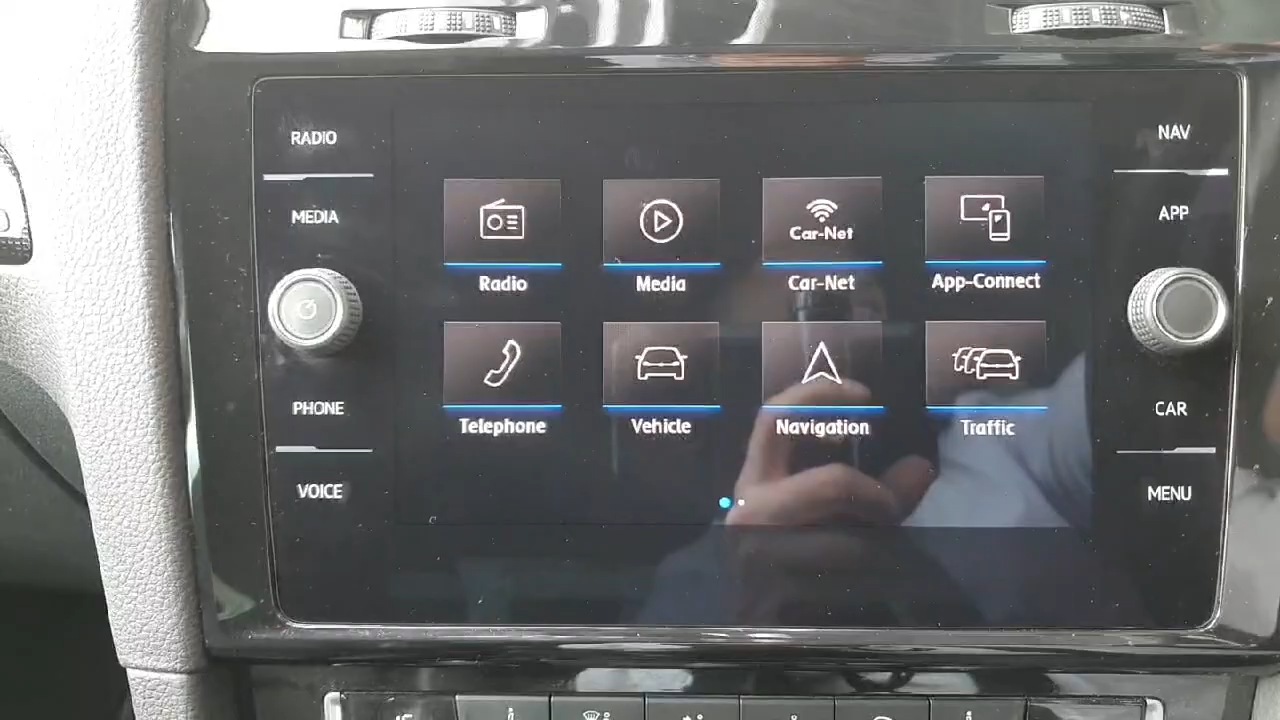 RADIO
NAV
MEDIA
APP
Car-Net
Radio
Media
Car-Net
App-Connect
PHONE
CAR
Telephone
Vehicle
Navigation
Traffic
VOICE
MENU